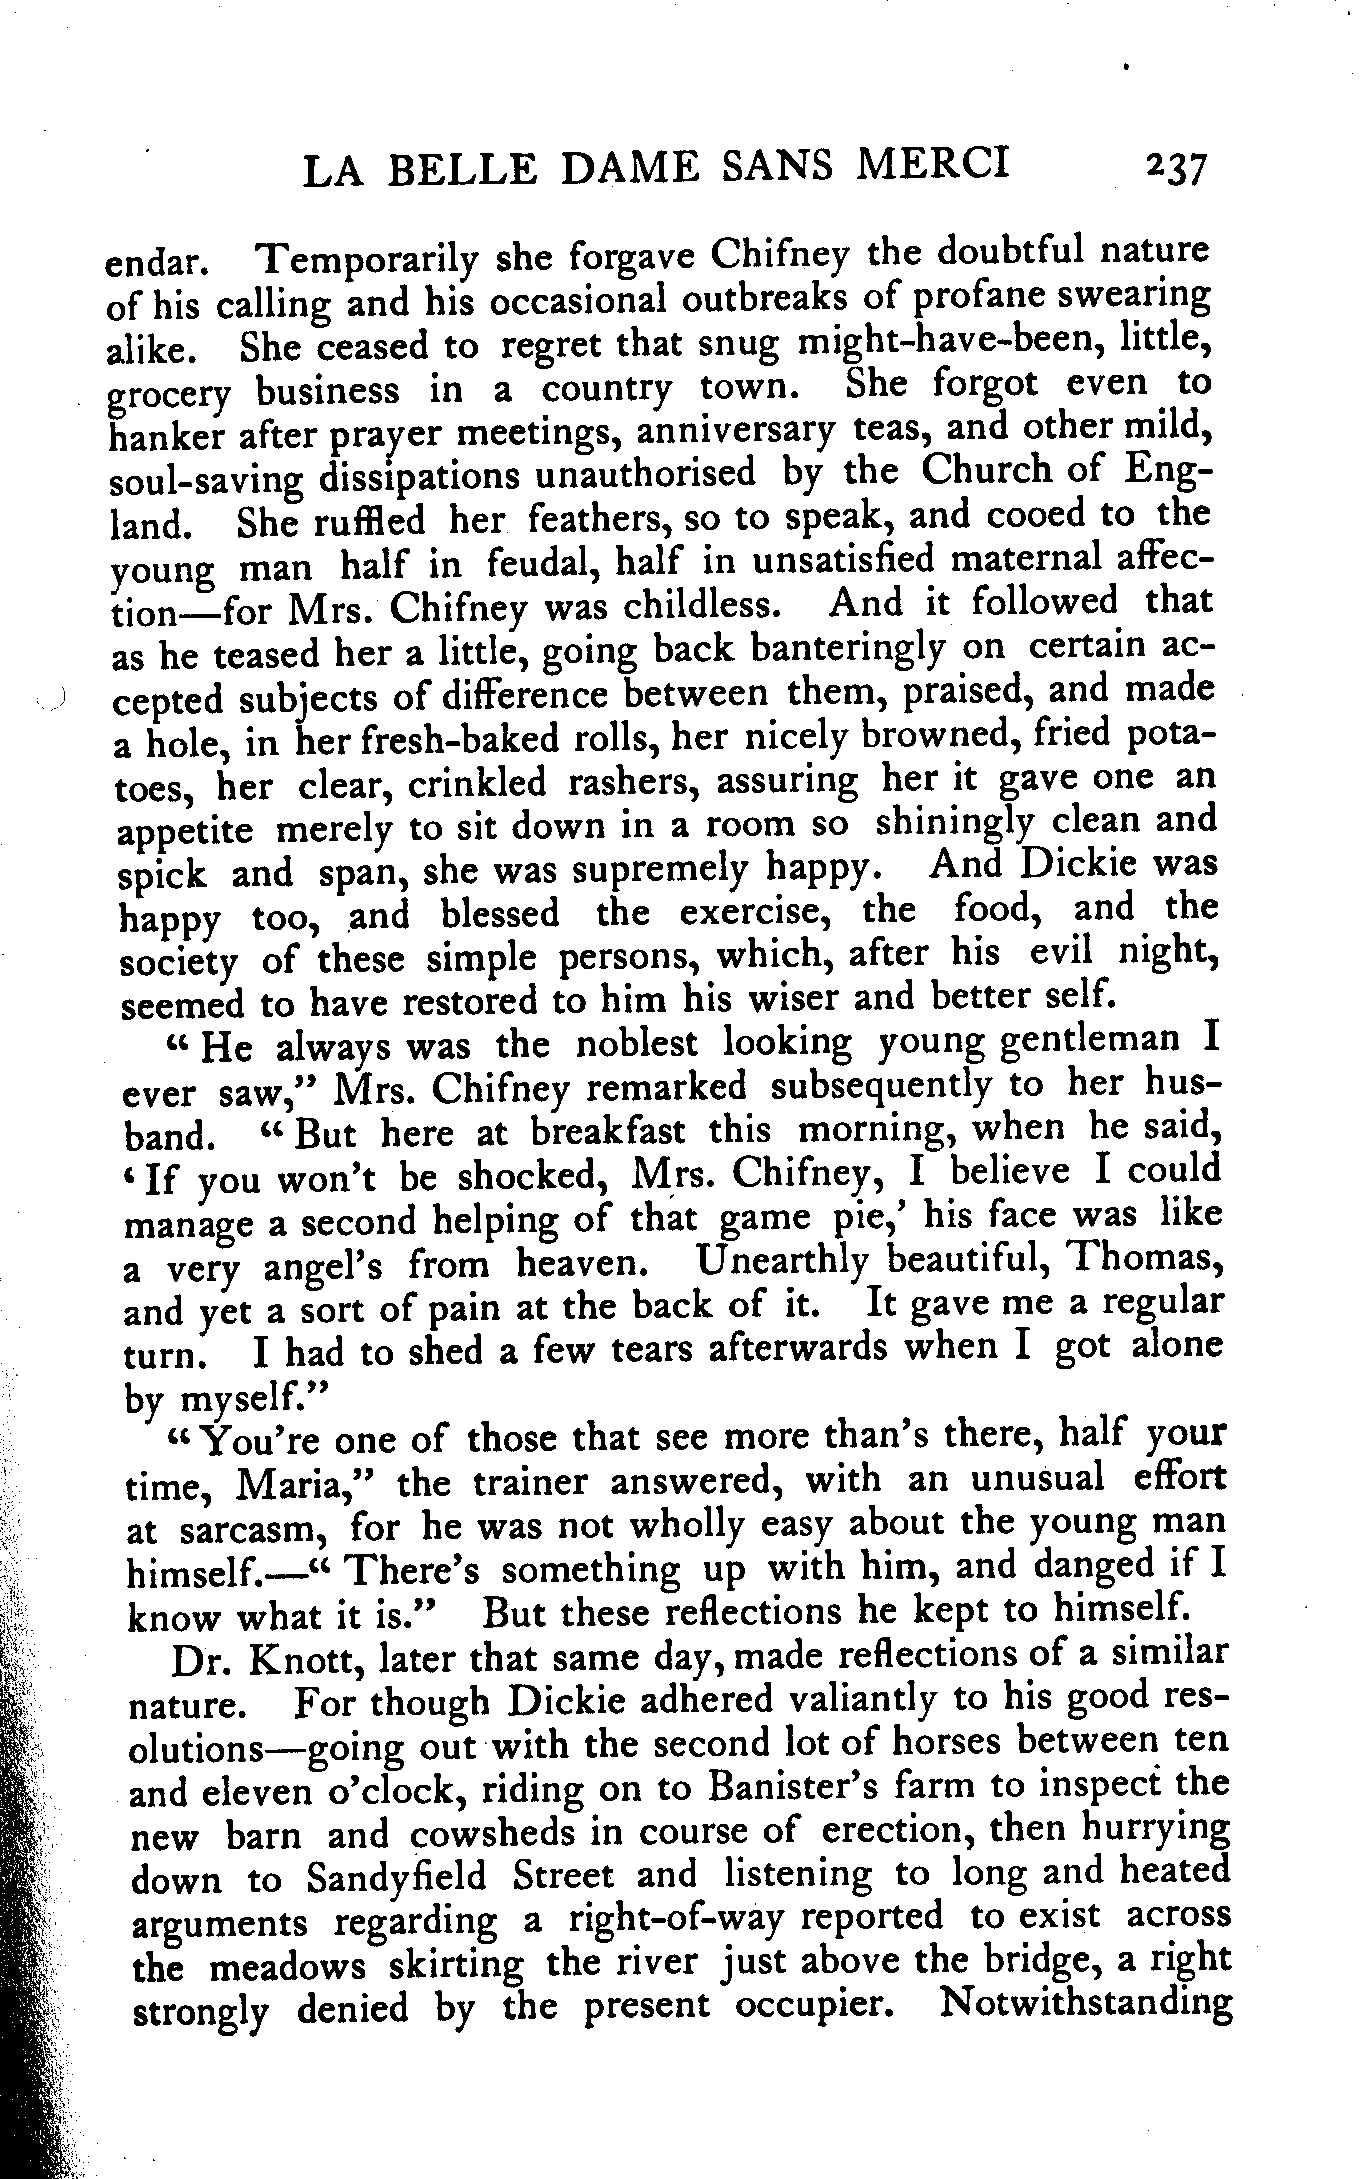 LA BELLE DAME SANS MERCI 237
endar. Temporarily she forgave Chifney the doubtful nature
of his calling and his occasional outbreaks of profane swearing
alike. She ceased to regret that snug might-have-been, little,
grocery business in a country town. She forgot even to
hanker after prayer meetings, anniversary teas, and other mild,
soul-saving dissipations unauthorised by the Church of Eng-
land. She ruffled her feathers, so to speak, and cooed to the
young man half in feudal, half in unsatisfied maternal affec-
tion—for Mrs. Chifney was childless. And it followed that
as he teased her a little, going back banteringly on certain ac-
cepted subjects of difference between them, praised, and made
a hole, in her fresh-baked rolls, her nicely browned, fried pota-
toes, her clear, crinkled rashers, assuring her it gave one an
appetite merely to sit down in a room so shiningly clean and
spick and span, she was supremely happy. And Dickie was
happy too, and blessed the exercise, the food, and the
society of these simple persons, which, after his evil night,
seemed to have restored to him his wiser and better self.
“He always was the noblest looking young gentleman I
ever saw,” Mrs. Chifney remarked subsequently to her hus-
band. “But here at breakfast this morning, when he said,
‘If you won’t be shocked, Mrs. Chifney, I believe I could
manage a second helping of that game pie,’ his face was like
a very angel’s from heaven. Unearthly beautiful, Thomas,
and yet a sort of pain at the back of it. It gave me a regular
turn. I had to shed a few tears afterwards when I got alone
by myself.”
“You’re one of those that see more than’s there, half your
time, Maria,” the trainer answered, with an unusual effort
at sarcasm, for he was not wholly easy about the young man
himself.—“There’s something up with him, and danged if I
know what it is.” But these reflections he kept to himself.
Dr. Knott, later that same day, made reflections of a similar
nature. For though Dickie adhered valiantly to his good res-
olutions—going out with the second lot of horses between ten
and eleven o’clock, riding on to Banister’s farm to inspect the
new barn and cowsheds in course of erection, then hurrying
down to Sandyfield Street and listening to long and heated
arguments regarding a right-of-way reported to exist across
the meadows skirting the river just above the bridge, a right
strongly denied by the present occupier. Notwithstanding